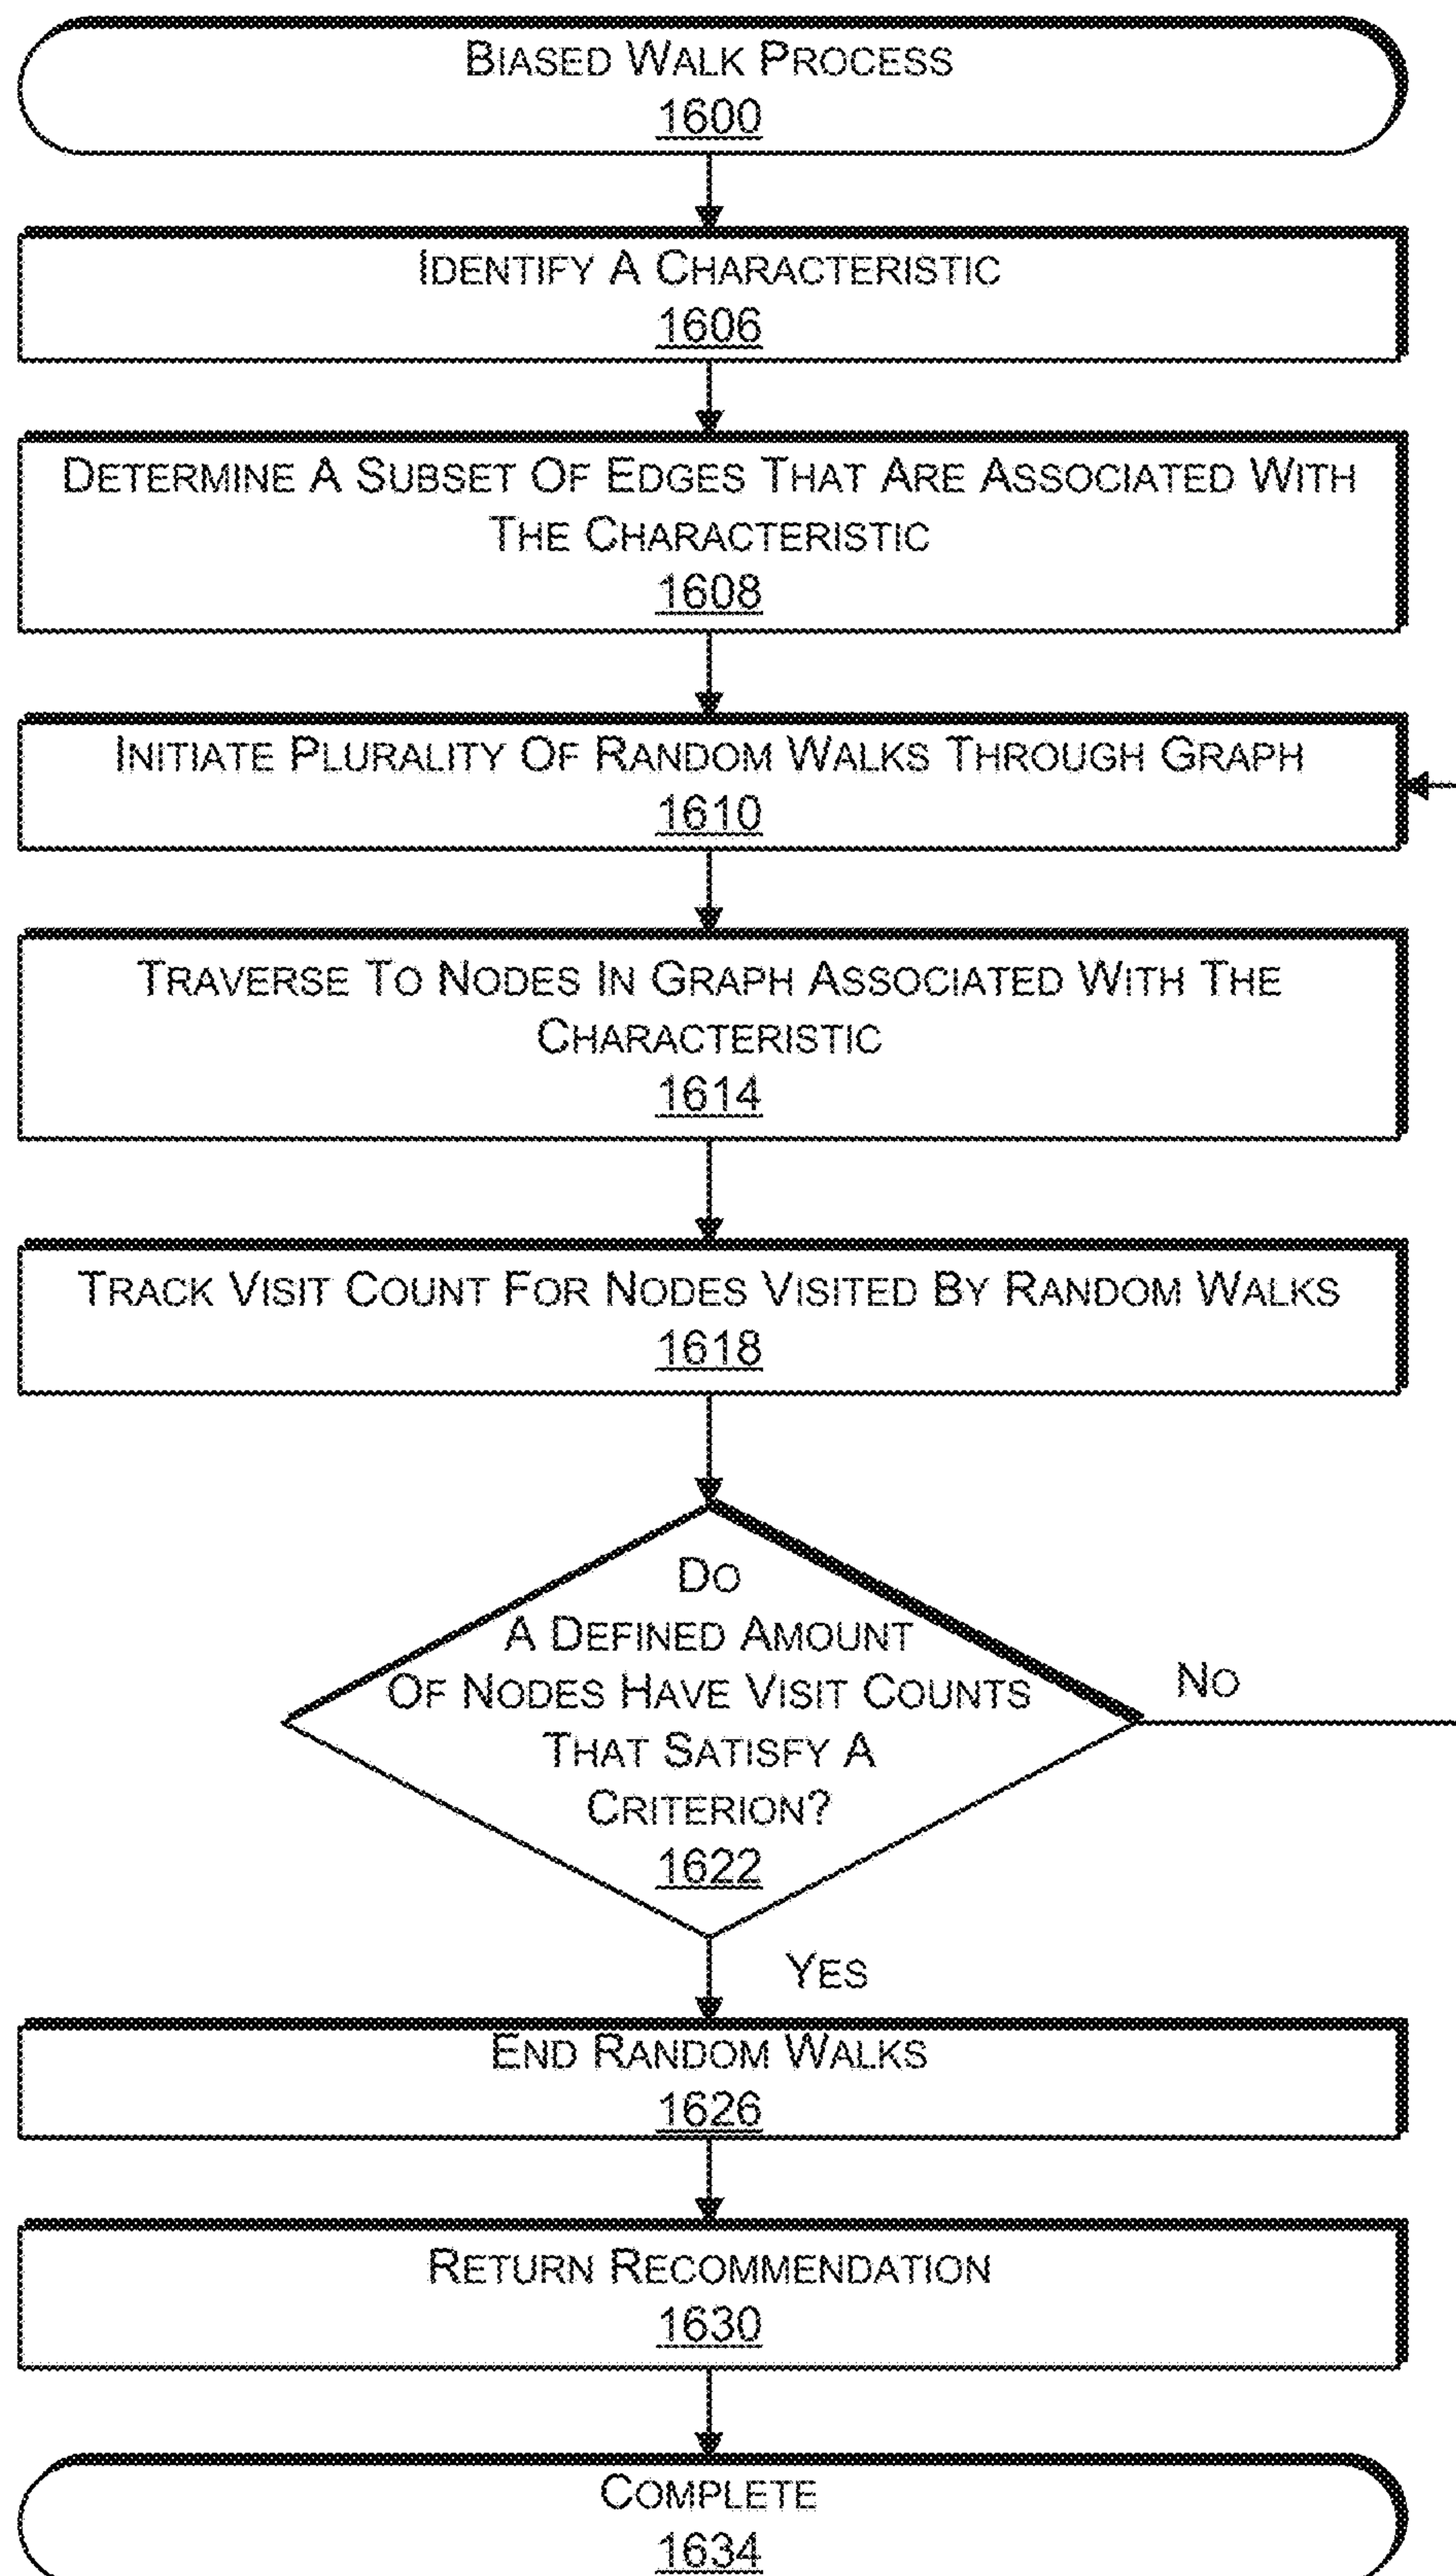 BIASED WALK PROCESS
1600
IDENTIFY A CHARACTERISTIC
1606
DETERMINE A SUBSET OF EDGES THAT ARE ASSOCIATED WITH
THE CHARACTERISTIC
1608
INITIATE PLURALITY OF RANDOM WALKS THROUGH GRAPH
1610
TRAVERSE TO NODES IN GRAPH ASSOCIATED WITH THE
CHARACTERISTIC
1614
TRACK VISIT COUNT FOR NODES VISITED BY RANDOM WALKS
1618
DO
A DEFINED AMOUNT
OF NODES HAVE VISIT COUNTS
THAT SATISFY A
CRITERION?
1622
NO
YES
END RANDOM WALKS
1626
RETURN RECOMMENDATION
1630
COMPLETE
1634